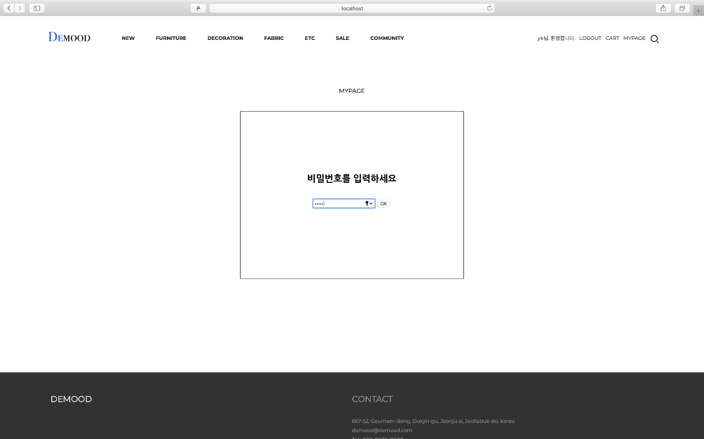 localhost
DEMOOD
NEW FURNITURE DECORATION FABRIC ETC SALE COMMUNITY
yk님, 환영합니다. LOGOUT CART MYPAGE
MYPAGE
비밀번호를 입력하세요
OK
DEMOOD
CONTACT
667-52, Geumam-dong, Dukjin-gu, Jeonju-si, Jeollabuk-do, Korea
demood@demood.com